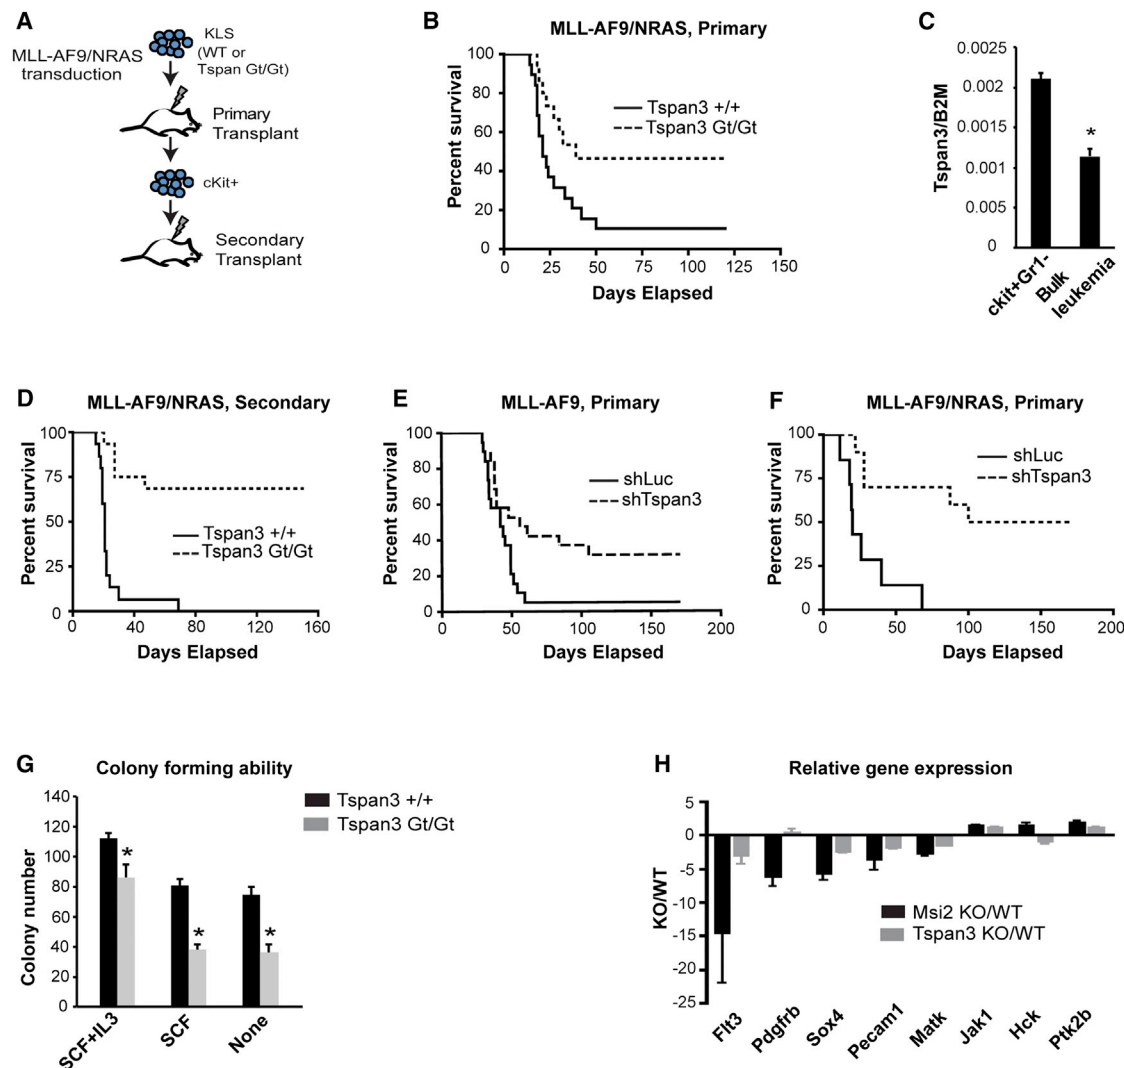 A
MLL-AF9/NRAS
transduction
KLS
(WT or
Tspan Gt/Gt)
Primary
Transplant
cKit+
Secondary
Transplant
B
MLL-AF9/NRAS, Primary
Percent survival
100
80
60
40
20
0
Tspan3 +/+
Tspan3 Gt/Gt
0 25 50 75 100 125 150
Days Elapsed
C
Tspan3/B2M
0.0025
0.002
0.0015
0.001
0.005
0
*
ckit+Gr1-
Bulk
leukemia
D
MLL-AF9/NRAS, Secondary
Percent survival
100
75
50
25
0
Tspan3 +/+
Tspan3 Gt/Gt
0 40 80 120 160
Days Elapsed
E
MLL-AF9, Primary
Percent survival
100
80
60
40
20
0
shLuc
shTspan3
0 50 100 150 200
Days Elapsed
F
MLL-AF9/NRAS, Primary
Percent survival
100
75
50
25
0
shLuc
shTspan3
0 50 100 150 200
Days Elapsed
G
Colony forming ability
Colony number
140
120
100
80
60
40
20
0
Tspan3 +/+
Tspan3 Gt/Gt
* * *
SCF+IL3 SCF None
H
Relative gene expression
KO/WT
5
0
-5
-10
-15
-20
-25
Msi2 KO/WT
Tspan3 KO/WT
Flt3 Pdgfrb Sox4 Pecam1 Matk Jak1 Hck Ptk2b